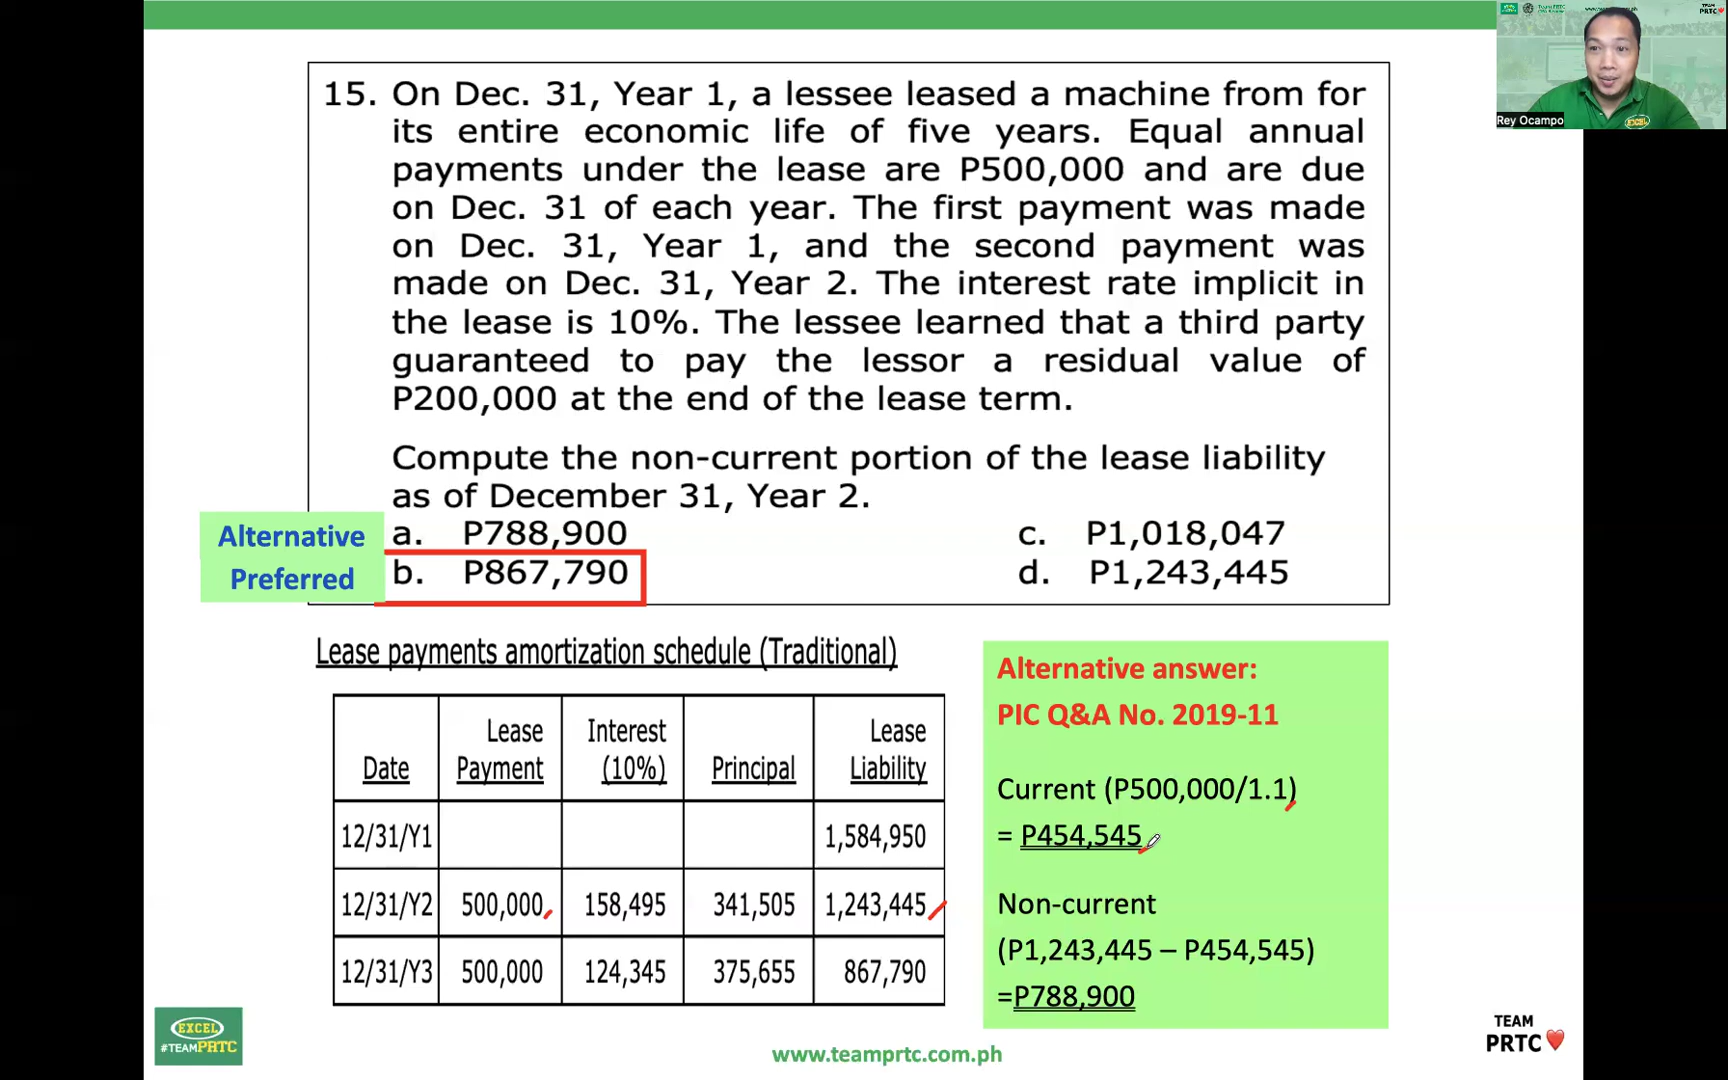 15. On Dec. 31, Year 1, a lessee leased a machine from for
its entire economic life of five years. Equal annual
payments under the lease are P500,000 and are due
on Dec. 31 of each year. The first payment was made
on Dec. 31, Year 1, and the second payment was
made on Dec. 31, Year 2. The interest rate implicit in
the lease is 10%. The lessee learned that a third party
guaranteed to pay the lessor a residual value of
P200,000 at the end of the lease term.
Compute the non-current portion of the lease liability
as of December 31, Year 2.
Alternative a. P788,900 c. P1,018,047
Preferred b. P867,790 d. P1,243,445
Lease payments amortization schedule (Traditional)
Date Lease Payment Interest (10%) Principal Lease Liability
12/31/Y1 1,584,950
12/31/Y2 500,000 158,495 341,505 1,243,445
12/31/Y3 500,000 124,345 375,655 867,790
Alternative answer:
PIC Q&A No. 2019-11
Current (P500,000/1.1)
= P454,545
Non-current
(P1,243,445 – P454,545)
=P788,900
Rey Ocampo
EXCEL
TEAM
PRTC
EXCEL
#TEAMPRTC
www.teamprtc.com.ph
TEAM
PRTC